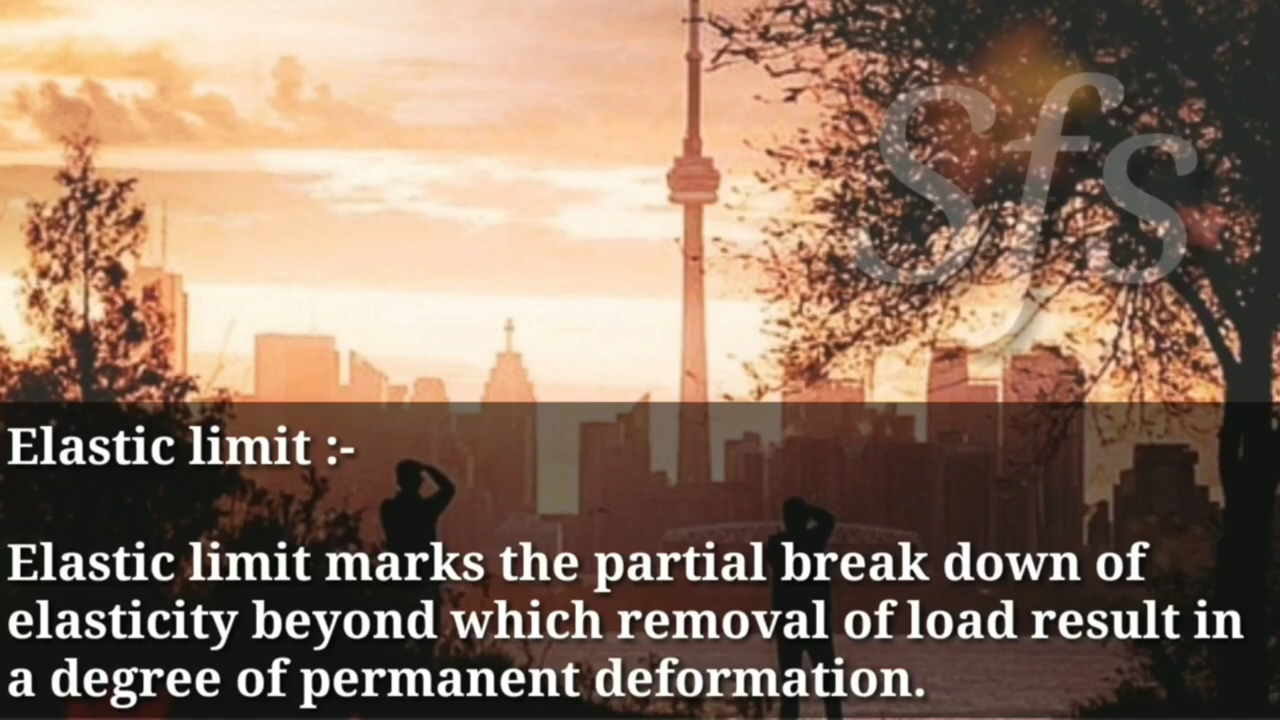 Sfs
Elastic limit :-
Elastic limit marks the partial break down of
elasticity beyond which removal of load result in
a degree of permanent deformation.